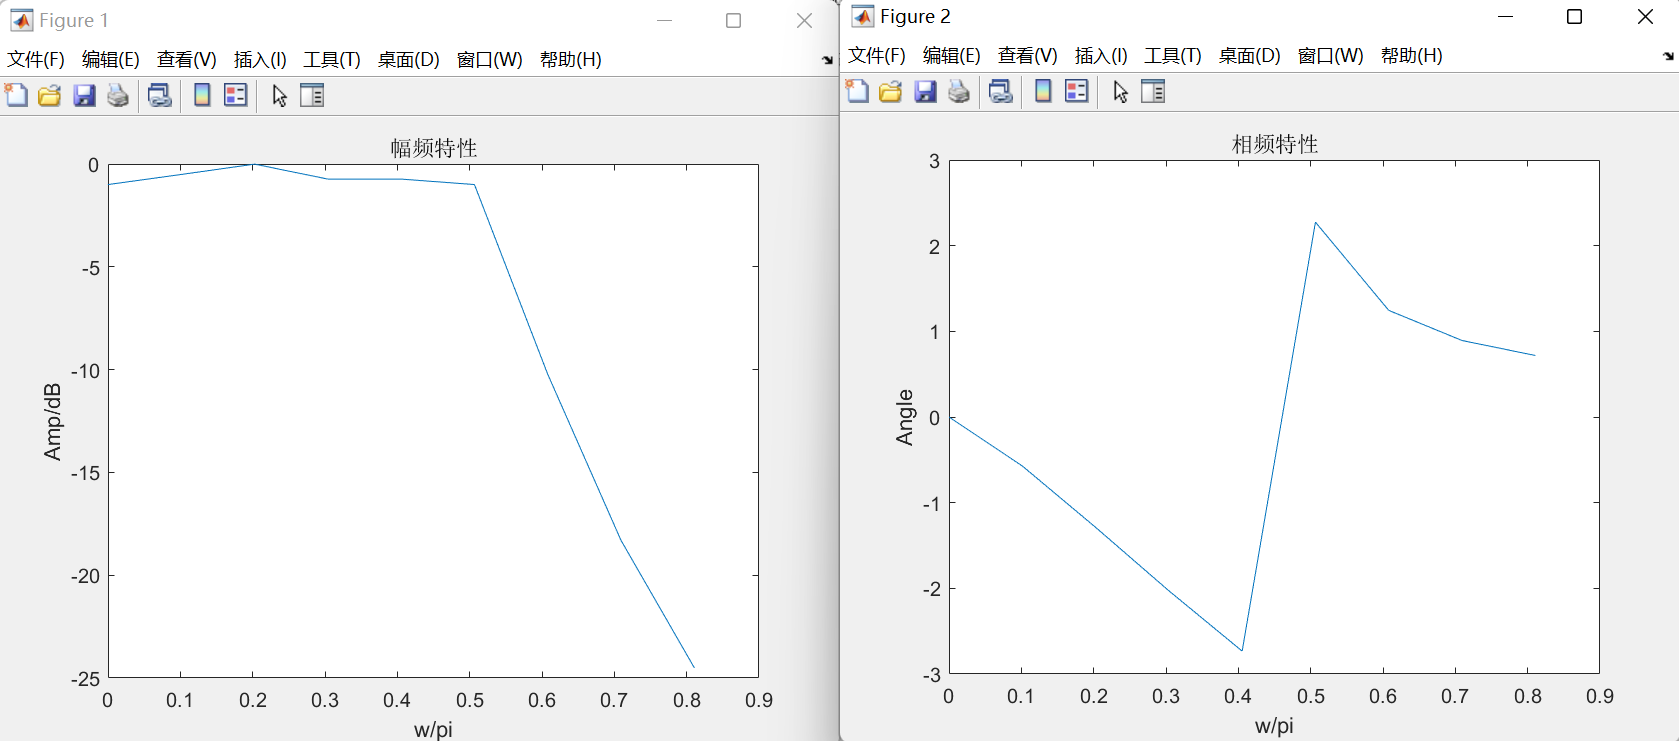 Figure 1
文件(F) 编辑(E) 查看(V) 插入(I) 工具(T) 桌面(D) 窗口(W) 帮助(H)
幅频特性
0
-5
-10
-15
-20
-25
Amp/dB
0 0.1 0.2 0.3 0.4 0.5 0.6 0.7 0.8 0.9
w/pi
Figure 2
文件(F) 编辑(E) 查看(V) 插入(I) 工具(T) 桌面(D) 窗口(W) 帮助(H)
相频特性
3
2
1
0
-1
-2
-3
Angle
0 0.1 0.2 0.3 0.4 0.5 0.6 0.7 0.8 0.9
w/pi